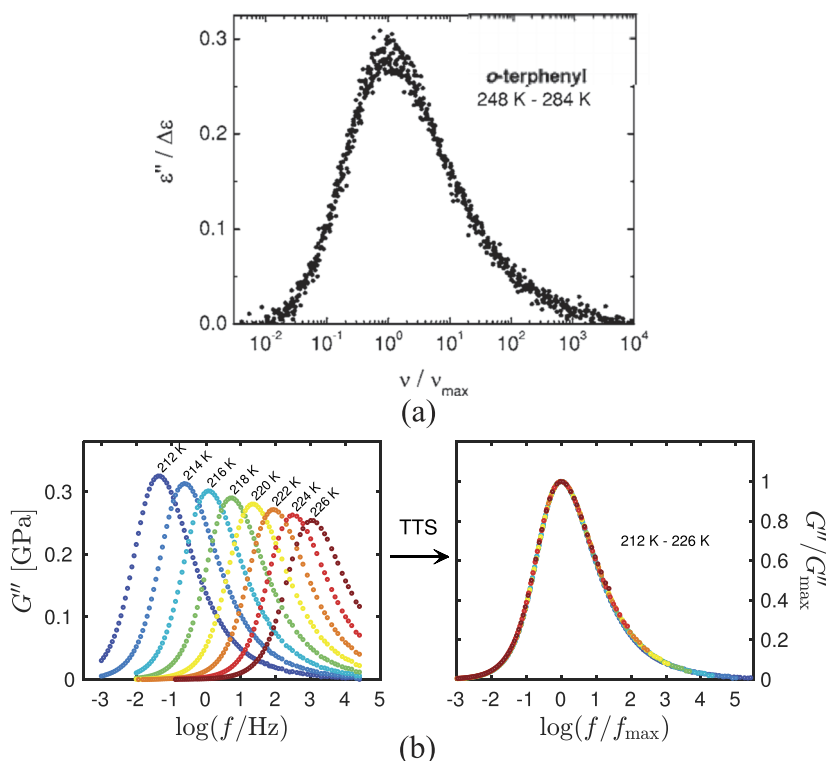 0.3
0.2
0.1
0.0
ε'' / Δε
o-terphenyl
248 K - 284 K
10⁻² 10⁻¹ 10⁰ 10¹ 10² 10³ 10⁴
ν / ν_max
(a)
0.3
0.2
0.1
0
G'' [GPa]
212 K
214 K
216 K
218 K
220 K
222 K
224 K
226 K
-3 -2 -1 0 1 2 3 4 5
log(f/Hz)
TTS
212 K - 226 K
1
0.8
0.6
0.4
0.2
0
G''/G''_max
-3 -2 -1 0 1 2 3 4 5
log(f/f_max)
(b)